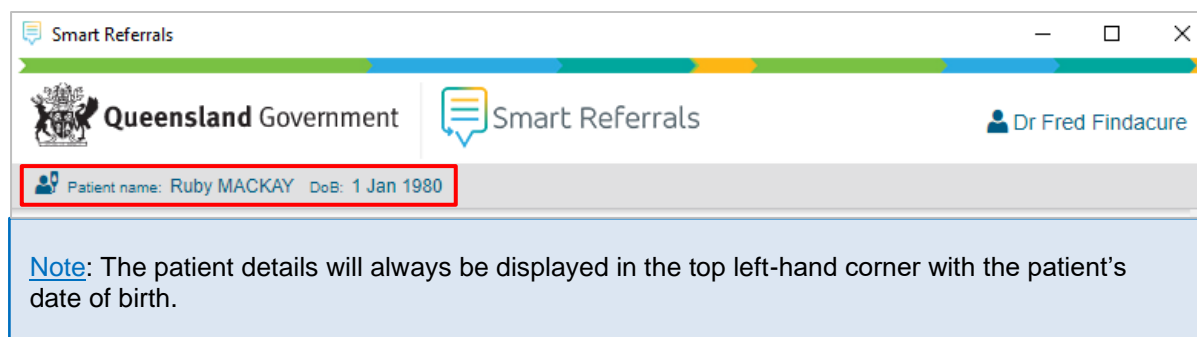 Smart Referrals
Queensland Government
Smart Referrals
Dr Fred Findacure
Patient name: Ruby MACKAY DoB: 1 Jan 1980
Note: The patient details will always be displayed in the top left-hand corner with the patient’s
date of birth.